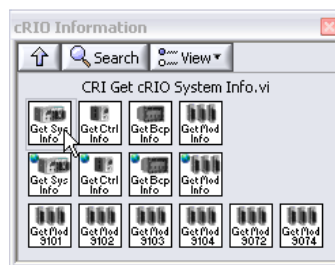 cRIO Information
Search View
CRI Get cRIO System Info.vi
Get Sys Info Get Ctrl Info Get Bcp Info Get Mod Info
Get Sys Info Get Ctrl Info Get Bcp Info Get Mod Info
Get Mod 9101 Get Mod 9102 Get Mod 9103 Get Mod 9104 Get Mod 9072 Get Mod 9074